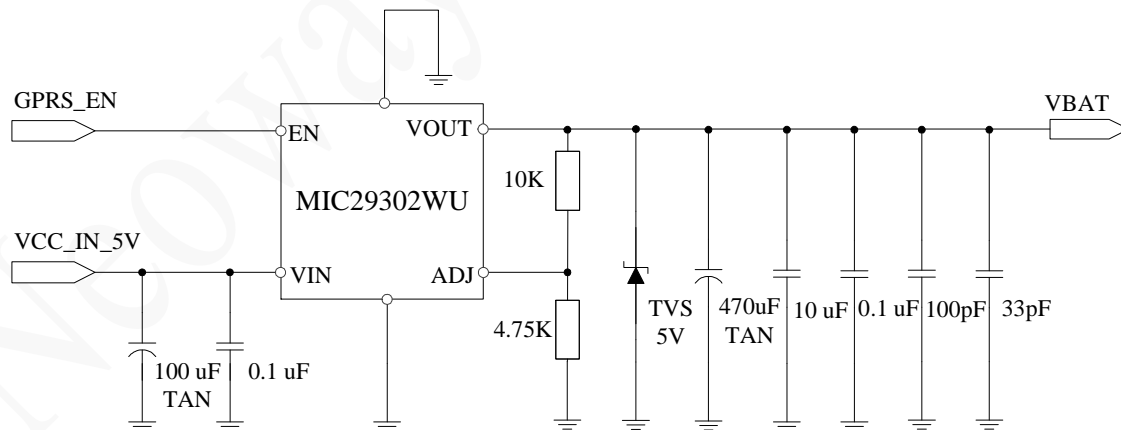 GPRS_EN
EN
VOUT
VBAT
MIC29302WU
10K
VCC_IN_5V
VIN
ADJ
100 uF
TAN
0.1 uF
4.75K
TVS
5V
470uF
TAN
10 uF
0.1 uF
100pF
33pF
Neoway